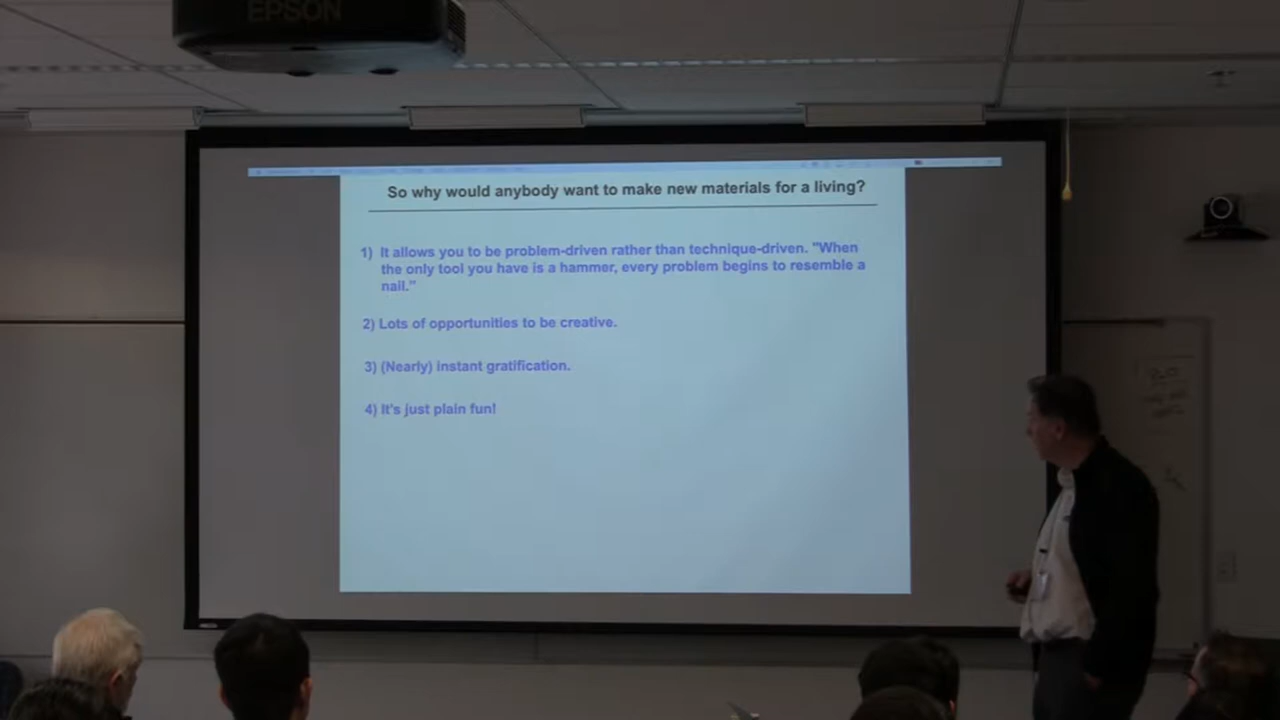 EPSON
So why would anybody want to make new materials for a living?
1) It allows you to be problem-driven rather than technique-driven. "When
the only tool you have is a hammer, every problem begins to resemble a
nail."
2) Lots of opportunities to be creative.
3) (Nearly) instant gratification.
4) It's just plain fun!